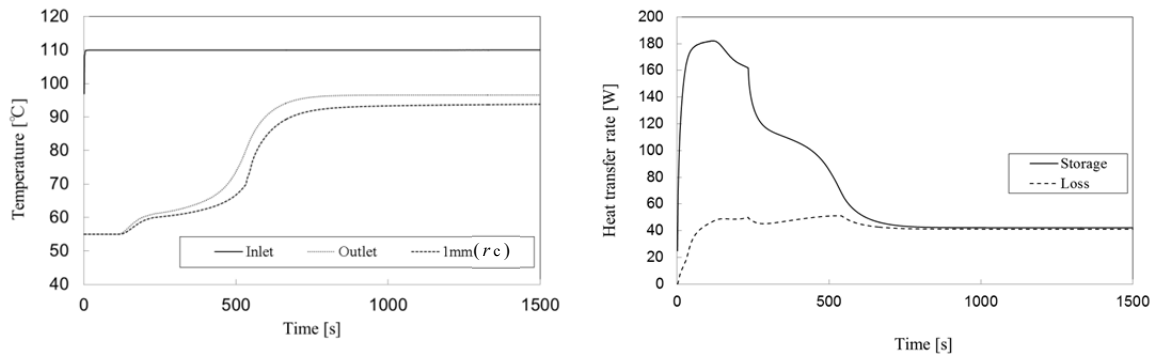 120
110
100
90
80
70
60
50
40
Temperature [℃]
Inlet Outlet 1mm(rc)
0 500 1000 1500
Time [s]
200
180
160
140
120
100
80
60
40
20
0
Heat transfer rate [W]
Storage
Loss
0 500 1000 1500
Time [s]